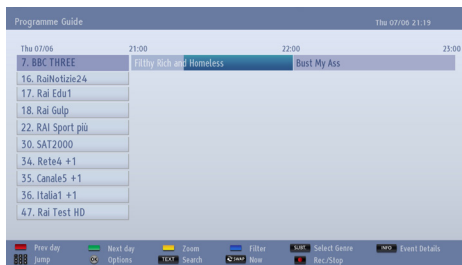 Programme Guide
Thu 07/06 21.19
Thu 07/06 21:00 22:00 23:00
7. BBC THREE Filthy Rich and Homeless Bust My Ass
16. RaiNotizie24
17. Rai Edu1
18. Rai Gulp
22. RAI Sport più
30. SAT2000
34. Rete4 +1
35. Canale5 +1
36. Italia1 +1
47. Rai Test HD
Prev day Next day Zoom Filter SUBT. Select Genre INFO Event Details
Jump OK Options TEXT Search SWAP Now Rec./Stop